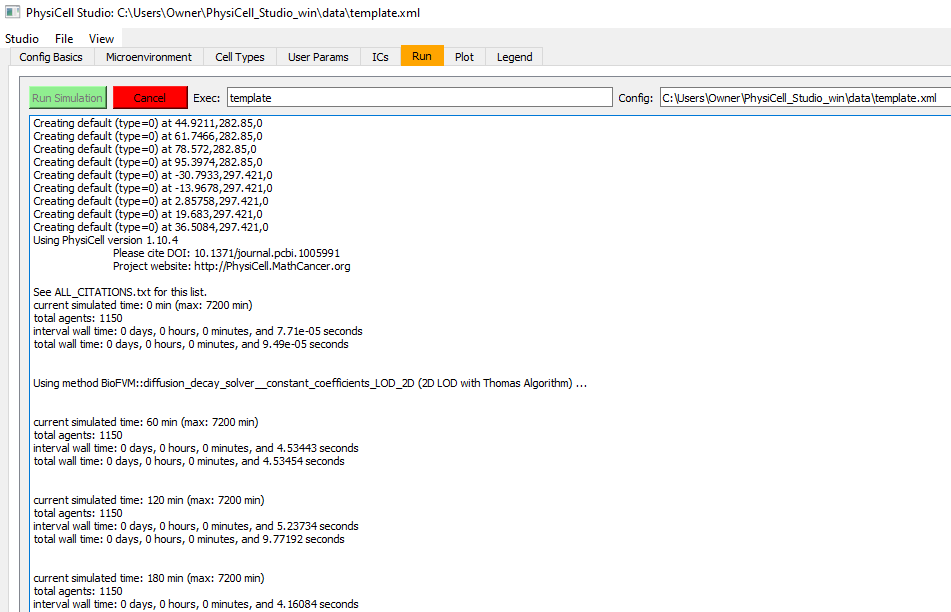 PhysiCell Studio: C:\Users\Owner\PhysiCell_Studio_win\data\template.xml
Studio File View
Config Basics Microenvironment Cell Types User Params ICs Run Plot Legend
Run Simulation Cancel Exec: template Config: C:\Users\Owner\PhysiCell_Studio_win\data\template.xml
Creating default (type=0) at 44.9211,282.85,0
Creating default (type=0) at 61.7466,282.85,0
Creating default (type=0) at 78.572,282.85,0
Creating default (type=0) at 95.3974,282.85,0
Creating default (type=0) at -30.7933,297.421,0
Creating default (type=0) at -13.9678,297.421,0
Creating default (type=0) at 2.85758,297.421,0
Creating default (type=0) at 19.683,297.421,0
Creating default (type=0) at 36.5084,297.421,0
Using PhysiCell version 1.10.4
Please cite DOI: 10.1371/journal.pcbi.1005991
Project website: http://PhysiCell.MathCancer.org
See ALL_CITATIONS.txt for this list.
current simulated time: 0 min (max: 7200 min)
total agents: 1150
interval wall time: 0 days, 0 hours, 0 minutes, and 7.71e-05 seconds
total wall time: 0 days, 0 hours, 0 minutes, and 9.49e-05 seconds
Using method BioFVM::diffusion_decay_solver__constant_coefficients_LOD_2D (2D LOD with Thomas Algorithm) ...
current simulated time: 60 min (max: 7200 min)
total agents: 1150
interval wall time: 0 days, 0 hours, 0 minutes, and 4.53443 seconds
total wall time: 0 days, 0 hours, 0 minutes, and 4.53454 seconds
current simulated time: 120 min (max: 7200 min)
total agents: 1150
interval wall time: 0 days, 0 hours, 0 minutes, and 5.23734 seconds
total wall time: 0 days, 0 hours, 0 minutes, and 9.77192 seconds
current simulated time: 180 min (max: 7200 min)
total agents: 1150
interval wall time: 0 days, 0 hours, 0 minutes, and 4.16084 seconds